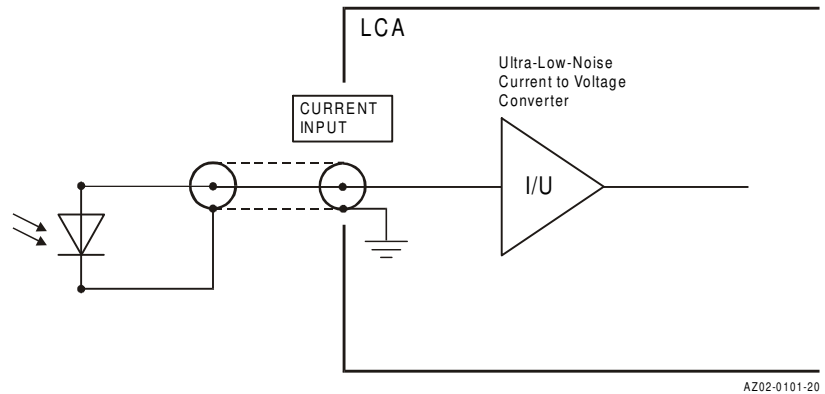 LCA
Ultra-Low-Noise
Current to Voltage
Converter
CURRENT
INPUT
I/U
AZ02-0101-20